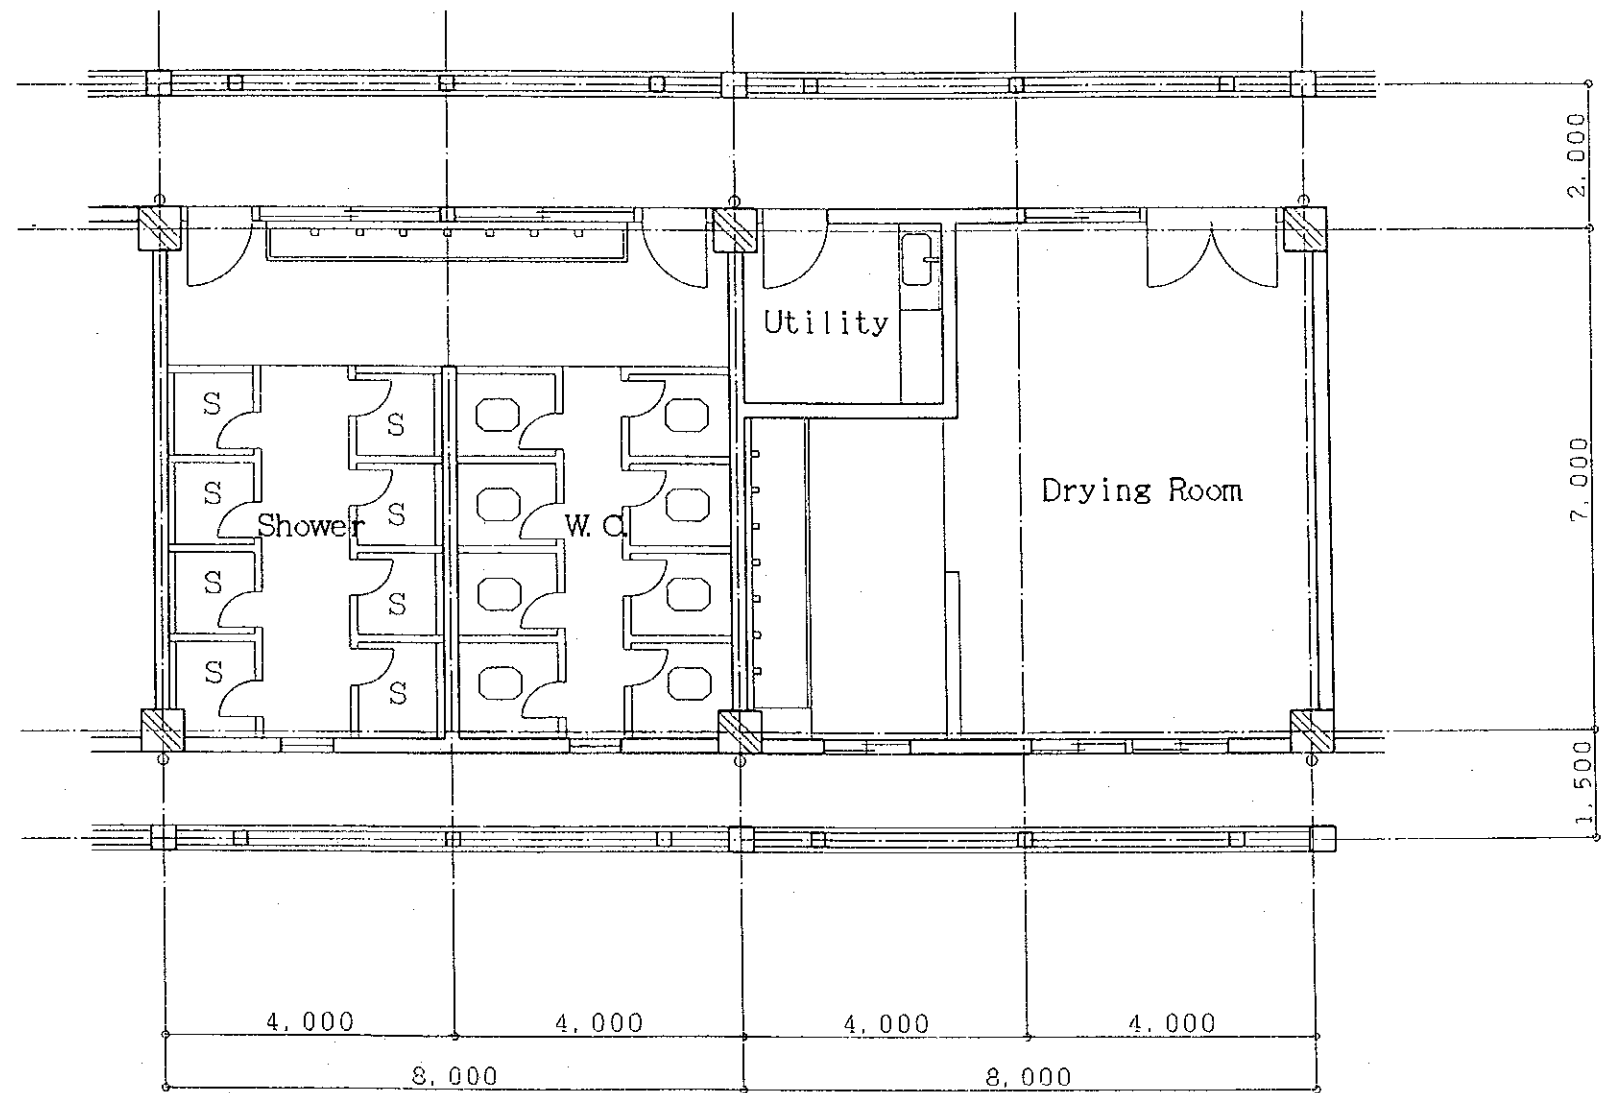 2,000
Utility
S
S
S
S
7,000
Drying Room
Shower
W.C.
S
S
S
S
1,500
4,000
4,000
4,000
4,000
8,000
8,000